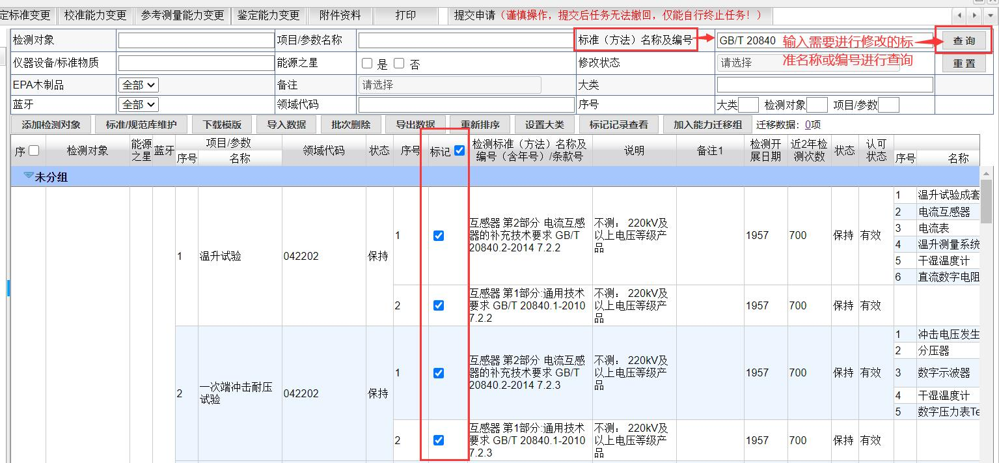 定标准变更 校准能力变更 参考测量能力变更 鉴定能力变更 附件资料 打印 提交申请（谨慎操作，提交后任务无法撤回，仅能自行终止任务！）
检测对象 项目/参数名称 标准（方法）名称及编号 GB/T 20840 输入需要进行修改的标 查 询
仪器设备/标准物质 能源之星 是 否 修改状态 请选择 准名称或编号进行查询 重 置
EPA木制品 全部 备注 请选择 大类
蓝牙 全部 领域代码 序号 大类 检测对象 项目/参数
添加检测对象 标准/规范库维护 下载模版 导入数据 批次删除 导出数据 重新排序 设置大类 标记记录查看 加入能力迁移组 迁移数据：0项
序 检测对象 能源之星 蓝牙 项目/参数 序号 名称 领域代码 状态 序号 标记 检测标准（方法）名称及编号（含年号）/条款号 说明 备注1 检测开展日期 近2年检测次数 状态 认可状态 序号 名称
未分组
1 温升试验 042202 保持
1 互感器 第2部分 电流互感
器的补充技术要求 GB/T
20840.2-2014 7.2.2
不测： 220kV及
以上电压等级产
品
1957 700 保持 有效
1 温升试验成套
2 电流互感器
3 电流表
4 温升测量系统
5 干湿温度计
6 直流数字电阻
2 互感器 第1部分:通用技术
要求 GB/T 20840.1-2010
7.2.2
不测： 220kV及
以上电压等级产
品
1957 700 保持 有效
2 一次端冲击耐压
试验
042202 保持
1 互感器 第2部分 电流互感
器的补充技术要求 GB/T
20840.2-2014 7.2.3
不测： 220kV及
以上电压等级产
品
1957 700 保持 有效
1 冲击电压发生
2 分压器
3 数字示波器
4 干湿温度计
5 数字压力表Te
2 互感器 第1部分:通用技术
要求 GB/T 20840.1-2010
7.2.3
不测： 220kV及
以上电压等级产
品
1957 700 保持 有效